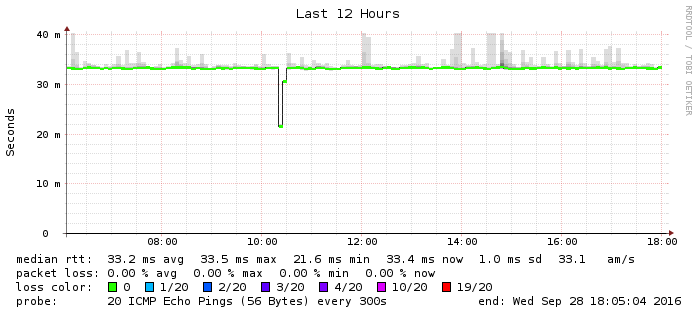 Last 12 Hours
RRDTOOL / TOBI OETIKER
Seconds
40 m
30 m
20 m
10 m
0
08:00 10:00 12:00 14:00 16:00 18:00
median rtt: 33.2 ms avg 33.5 ms max 21.6 ms min 33.4 ms now 1.0 ms sd 33.1 am/s
packet loss: 0.00 % avg 0.00 % max 0.00 % min 0.00 % now
loss color: 0 1/20 2/20 3/20 4/20 10/20 19/20
probe: 20 ICMP Echo Pings (56 Bytes) every 300s end: Wed Sep 28 18:05:04 2016